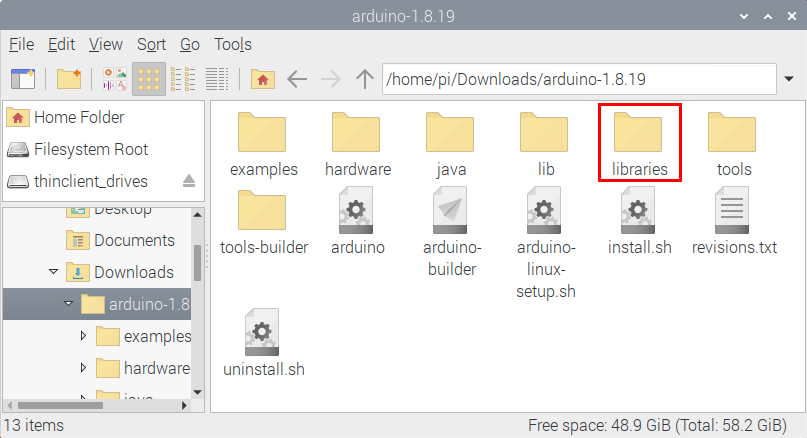 arduino-1.8.19
File Edit View Sort Go Tools
/home/pi/Downloads/arduino-1.8.19
Home Folder
Filesystem Root
thinclient_drives
Desktop
Documents
Downloads
arduino-1.8
examples
hardware
java
examples hardware java lib libraries tools
tools-builder arduino arduino-
builder arduino-
linux-
setup.sh install.sh revisions.txt
uninstall.sh
13 items
Free space: 48.9 GiB (Total: 58.2 GiB)